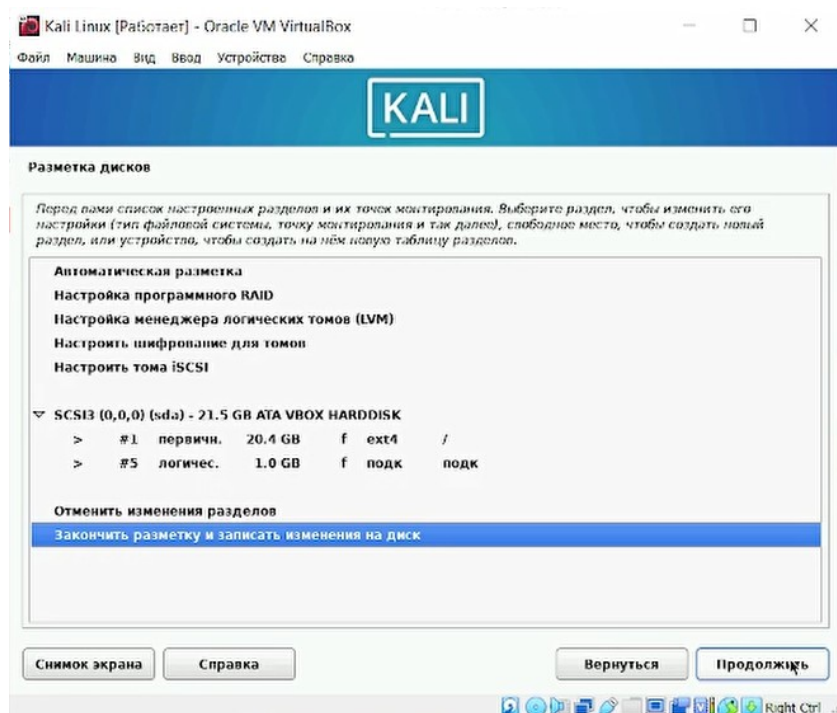 Kali Linux [Работает] - Oracle VM VirtualBox
Файл Машина Вид Ввод Устройства Справка
KALI
Разметка дисков
Перед вами список настроенных разделов и их точек монтирования. Выберите раздел, чтобы изменить его
настройки (тип файловой системы, точку монтирования и так далее), свободное место, чтобы создать новый
раздел, или устройство, чтобы создать на нём новую таблицу разделов.
Автоматическая разметка
Настройка программного RAID
Настройка менеджера логических томов (LVM)
Настроить шифрование для томов
Настроить тома iSCSI
SCSI3 (0,0,0) (sda) - 21.5 GB ATA VBOX HARDDISK
> #1 первичн. 20.4 GB f ext4 /
> #5 логичес. 1.0 GB f подк подк
Отменить изменения разделов
Закончить разметку и записать изменения на диск
Снимок экрана Справка Вернуться Продолжить
Right Ctrl